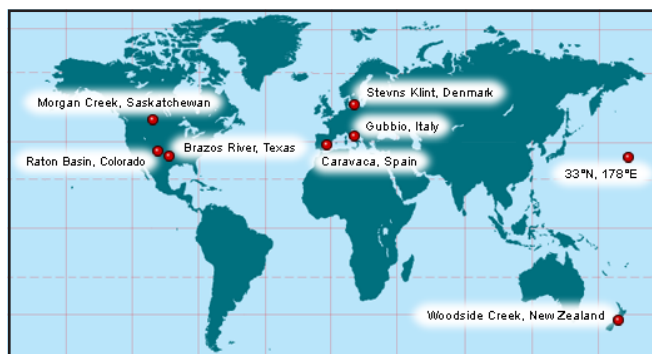 Stevns Klint, Denmark
Morgan Creek, Saskatchewan
Gubbio, Italy
Brazos River, Texas
Raton Basin, Colorado
Caravaca, Spain
33°N, 178°E
Woodside Creek, New Zealand